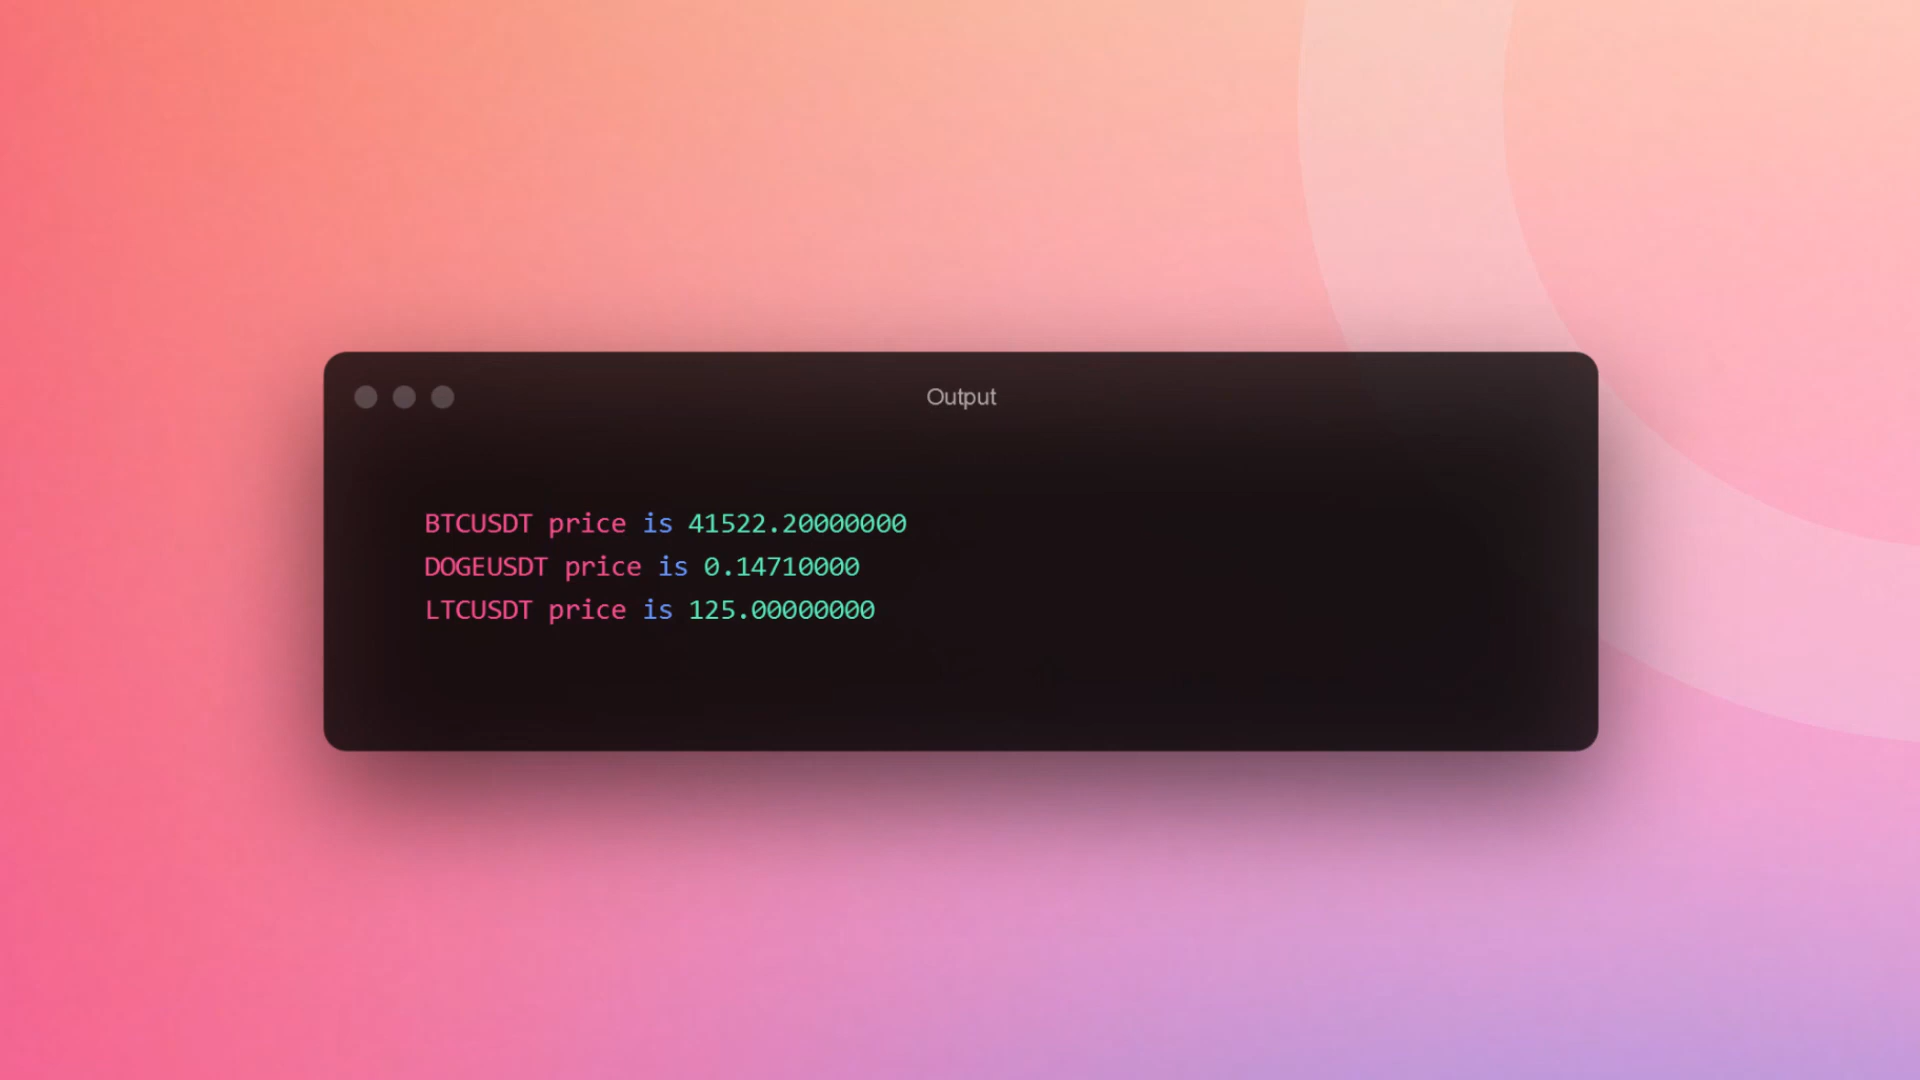 Output
BTCUSDT price is 41522.20000000
DOGEUSDT price is 0.14710000
LTCUSDT price is 125.00000000